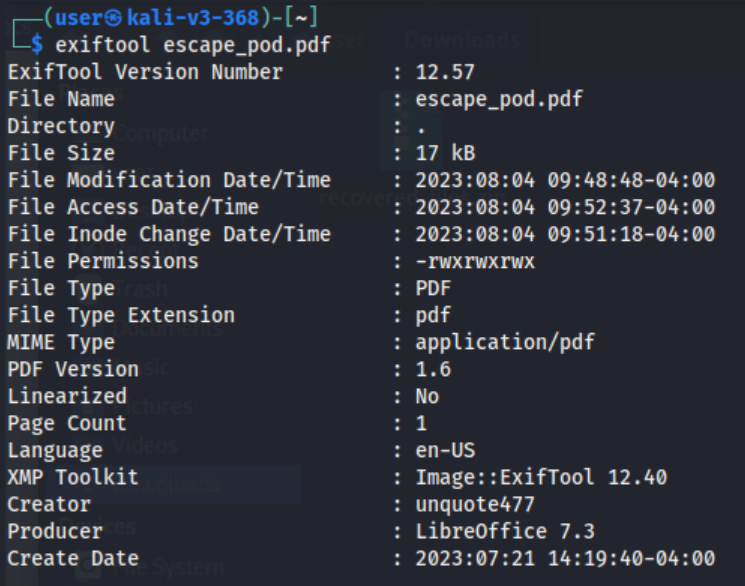 (user㉿kali-v3-368)-[~]
$ exiftool escape_pod.pdf
ExifTool Version Number : 12.57
File Name : escape_pod.pdf
Directory : .
File Size : 17 kB
File Modification Date/Time : 2023:08:04 09:48:48-04:00
File Access Date/Time : 2023:08:04 09:52:37-04:00
File Inode Change Date/Time : 2023:08:04 09:51:18-04:00
File Permissions : -rwxrwxrwx
File Type : PDF
File Type Extension : pdf
MIME Type : application/pdf
PDF Version : 1.6
Linearized : No
Page Count : 1
Language : en-US
XMP Toolkit : Image::ExifTool 12.40
Creator : unquote477
Producer : LibreOffice 7.3
Create Date : 2023:07:21 14:19:40-04:00